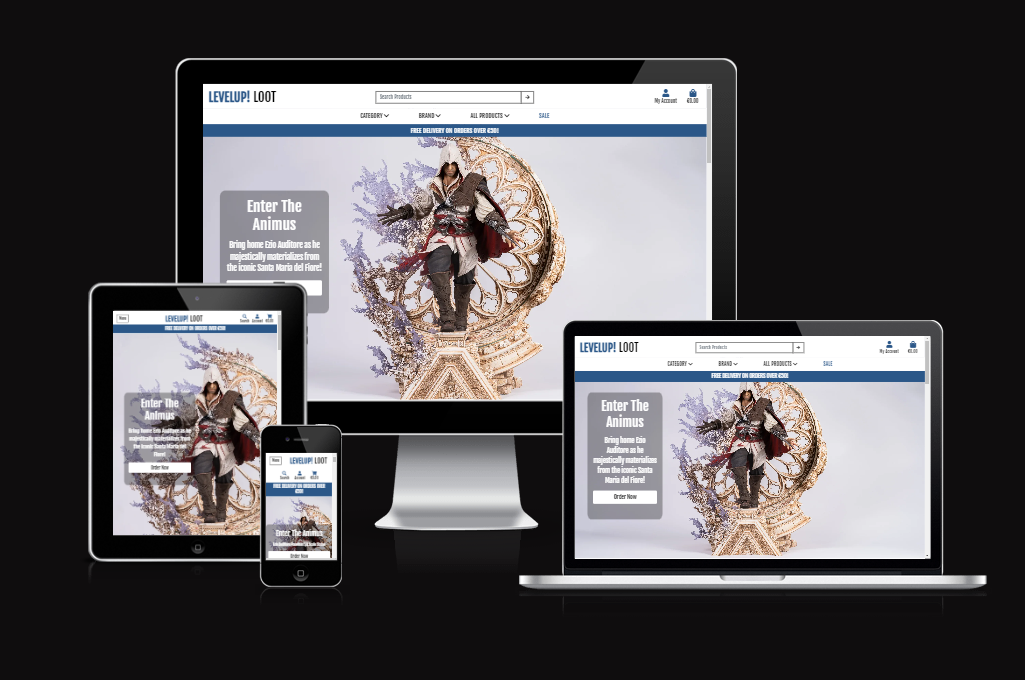 LEVELUP! LOOT
Search Products
My Account
€0.00
CATEGORY
BRAND
ALL PRODUCTS
SALE
FREE DELIVERY ON ORDERS OVER €30!
Enter The
Animus
Bring home Ezio Auditore as he
majestically materializes from
the iconic Santa Maria del Fiore!
Menu
LEVELUP! LOOT
Search
Account
€0.00
FREE DELIVERY ON ORDERS OVER €30!
Enter The
Animus
Bring home Ezio Auditore as he
majestically materializes from
the iconic Santa Maria del
Fiore!
Order Now
Menu
LEVELUP! LOOT
Search
Account
€0.00
FREE DELIVERY ON ORDERS OVER
€30!
Enter The Animus
Order Now
LEVELUP! LOOT
Search Products
My Account
€0.00
CATEGORY
BRAND
ALL PRODUCTS
SALE
FREE DELIVERY ON ORDERS OVER €30!
Enter The
Animus
Bring home Ezio
Auditore as he
majestically materializes
from the iconic Santa
Maria del Fiore!
Order Now